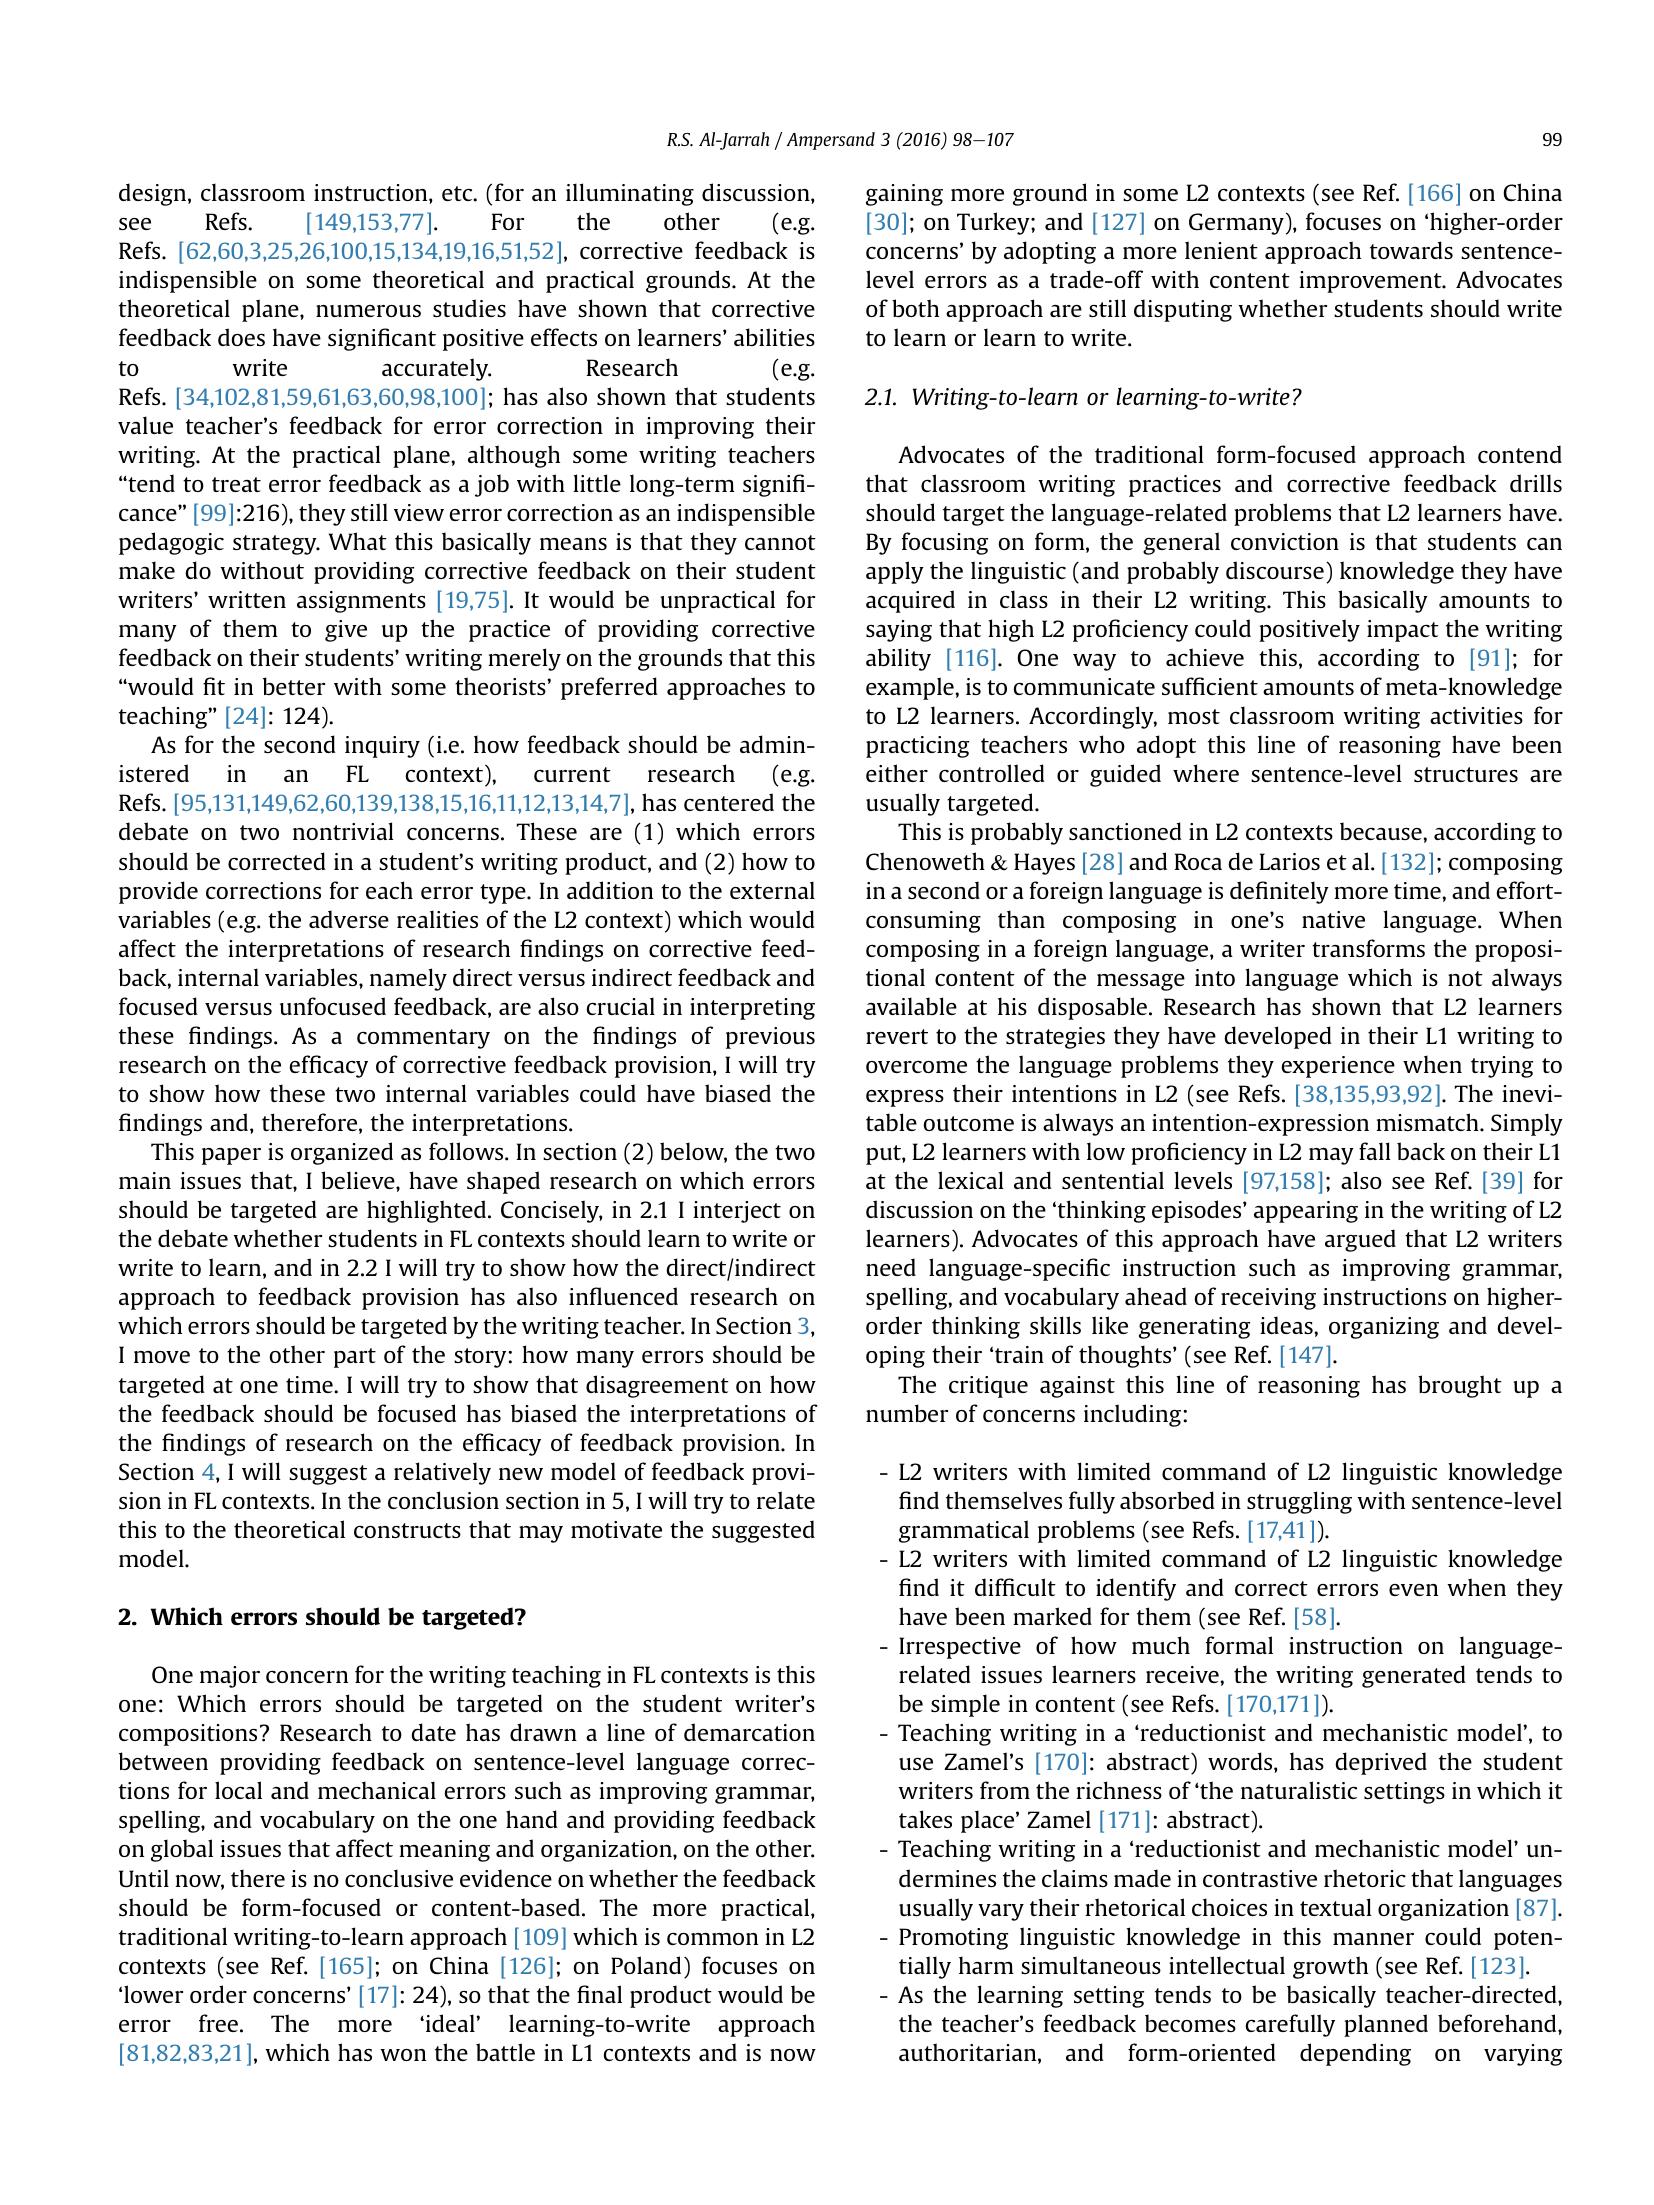 R.S. Al-Jarrah / Ampersand 3 (2016) 98–107
99
design, classroom instruction, etc. (for an illuminating discussion,
see Refs. [149,153,77]. For the other (e.g.
Refs. [62,60,3,25,26,100,15,134,19,16,51,52], corrective feedback is
indispensible on some theoretical and practical grounds. At the
theoretical plane, numerous studies have shown that corrective
feedback does have significant positive effects on learners' abilities
to write accurately. Research (e.g.
Refs. [34,102,81,59,61,63,60,98,100]; has also shown that students
value teacher's feedback for error correction in improving their
writing. At the practical plane, although some writing teachers
“tend to treat error feedback as a job with little long-term signifi-
cance” [99]:216), they still view error correction as an indispensible
pedagogic strategy. What this basically means is that they cannot
make do without providing corrective feedback on their student
writers' written assignments [19,75]. It would be unpractical for
many of them to give up the practice of providing corrective
feedback on their students' writing merely on the grounds that this
“would fit in better with some theorists' preferred approaches to
teaching” [24]: 124).
As for the second inquiry (i.e. how feedback should be admin-
istered in an FL context), current research (e.g.
Refs. [95,131,149,62,60,139,138,15,16,11,12,13,14,7], has centered the
debate on two nontrivial concerns. These are (1) which errors
should be corrected in a student's writing product, and (2) how to
provide corrections for each error type. In addition to the external
variables (e.g. the adverse realities of the L2 context) which would
affect the interpretations of research findings on corrective feed-
back, internal variables, namely direct versus indirect feedback and
focused versus unfocused feedback, are also crucial in interpreting
these findings. As a commentary on the findings of previous
research on the efficacy of corrective feedback provision, I will try
to show how these two internal variables could have biased the
findings and, therefore, the interpretations.
This paper is organized as follows. In section (2) below, the two
main issues that, I believe, have shaped research on which errors
should be targeted are highlighted. Concisely, in 2.1 I interject on
the debate whether students in FL contexts should learn to write or
write to learn, and in 2.2 I will try to show how the direct/indirect
approach to feedback provision has also influenced research on
which errors should be targeted by the writing teacher. In Section 3,
I move to the other part of the story: how many errors should be
targeted at one time. I will try to show that disagreement on how
the feedback should be focused has biased the interpretations of
the findings of research on the efficacy of feedback provision. In
Section 4, I will suggest a relatively new model of feedback provi-
sion in FL contexts. In the conclusion section in 5, I will try to relate
this to the theoretical constructs that may motivate the suggested
model.
2. Which errors should be targeted?
One major concern for the writing teaching in FL contexts is this
one: Which errors should be targeted on the student writer's
compositions? Research to date has drawn a line of demarcation
between providing feedback on sentence-level language correc-
tions for local and mechanical errors such as improving grammar,
spelling, and vocabulary on the one hand and providing feedback
on global issues that affect meaning and organization, on the other.
Until now, there is no conclusive evidence on whether the feedback
should be form-focused or content-based. The more practical,
traditional writing-to-learn approach [109] which is common in L2
contexts (see Ref. [165]; on China [126]; on Poland) focuses on
‘lower order concerns’ [17]: 24), so that the final product would be
error free. The more ‘ideal’ learning-to-write approach
[81,82,83,21], which has won the battle in L1 contexts and is now
gaining more ground in some L2 contexts (see Ref. [166] on China
[30]; on Turkey; and [127] on Germany), focuses on ‘higher-order
concerns’ by adopting a more lenient approach towards sentence-
level errors as a trade-off with content improvement. Advocates
of both approach are still disputing whether students should write
to learn or learn to write.
2.1. Writing-to-learn or learning-to-write?
Advocates of the traditional form-focused approach contend
that classroom writing practices and corrective feedback drills
should target the language-related problems that L2 learners have.
By focusing on form, the general conviction is that students can
apply the linguistic (and probably discourse) knowledge they have
acquired in class in their L2 writing. This basically amounts to
saying that high L2 proficiency could positively impact the writing
ability [116]. One way to achieve this, according to [91]; for
example, is to communicate sufficient amounts of meta-knowledge
to L2 learners. Accordingly, most classroom writing activities for
practicing teachers who adopt this line of reasoning have been
either controlled or guided where sentence-level structures are
usually targeted.
This is probably sanctioned in L2 contexts because, according to
Chenoweth & Hayes [28] and Roca de Larios et al. [132]; composing
in a second or a foreign language is definitely more time, and effort-
consuming than composing in one's native language. When
composing in a foreign language, a writer transforms the proposi-
tional content of the message into language which is not always
available at his disposable. Research has shown that L2 learners
revert to the strategies they have developed in their L1 writing to
overcome the language problems they experience when trying to
express their intentions in L2 (see Refs. [38,135,93,92]. The inevi-
table outcome is always an intention-expression mismatch. Simply
put, L2 learners with low proficiency in L2 may fall back on their L1
at the lexical and sentential levels [97,158]; also see Ref. [39] for
discussion on the ‘thinking episodes’ appearing in the writing of L2
learners). Advocates of this approach have argued that L2 writers
need language-specific instruction such as improving grammar,
spelling, and vocabulary ahead of receiving instructions on higher-
order thinking skills like generating ideas, organizing and devel-
oping their ‘train of thoughts’ (see Ref. [147].
The critique against this line of reasoning has brought up a
number of concerns including:
- L2 writers with limited command of L2 linguistic knowledge
find themselves fully absorbed in struggling with sentence-level
grammatical problems (see Refs. [17,41]).
- L2 writers with limited command of L2 linguistic knowledge
find it difficult to identify and correct errors even when they
have been marked for them (see Ref. [58].
- Irrespective of how much formal instruction on language-
related issues learners receive, the writing generated tends to
be simple in content (see Refs. [170,171]).
- Teaching writing in a ‘reductionist and mechanistic model’, to
use Zamel's [170]: abstract) words, has deprived the student
writers from the richness of ‘the naturalistic settings in which it
takes place’ Zamel [171]: abstract).
- Teaching writing in a ‘reductionist and mechanistic model’ un-
dermines the claims made in contrastive rhetoric that languages
usually vary their rhetorical choices in textual organization [87].
- Promoting linguistic knowledge in this manner could poten-
tially harm simultaneous intellectual growth (see Ref. [123].
- As the learning setting tends to be basically teacher-directed,
the teacher's feedback becomes carefully planned beforehand,
authoritarian, and form-oriented depending on varying